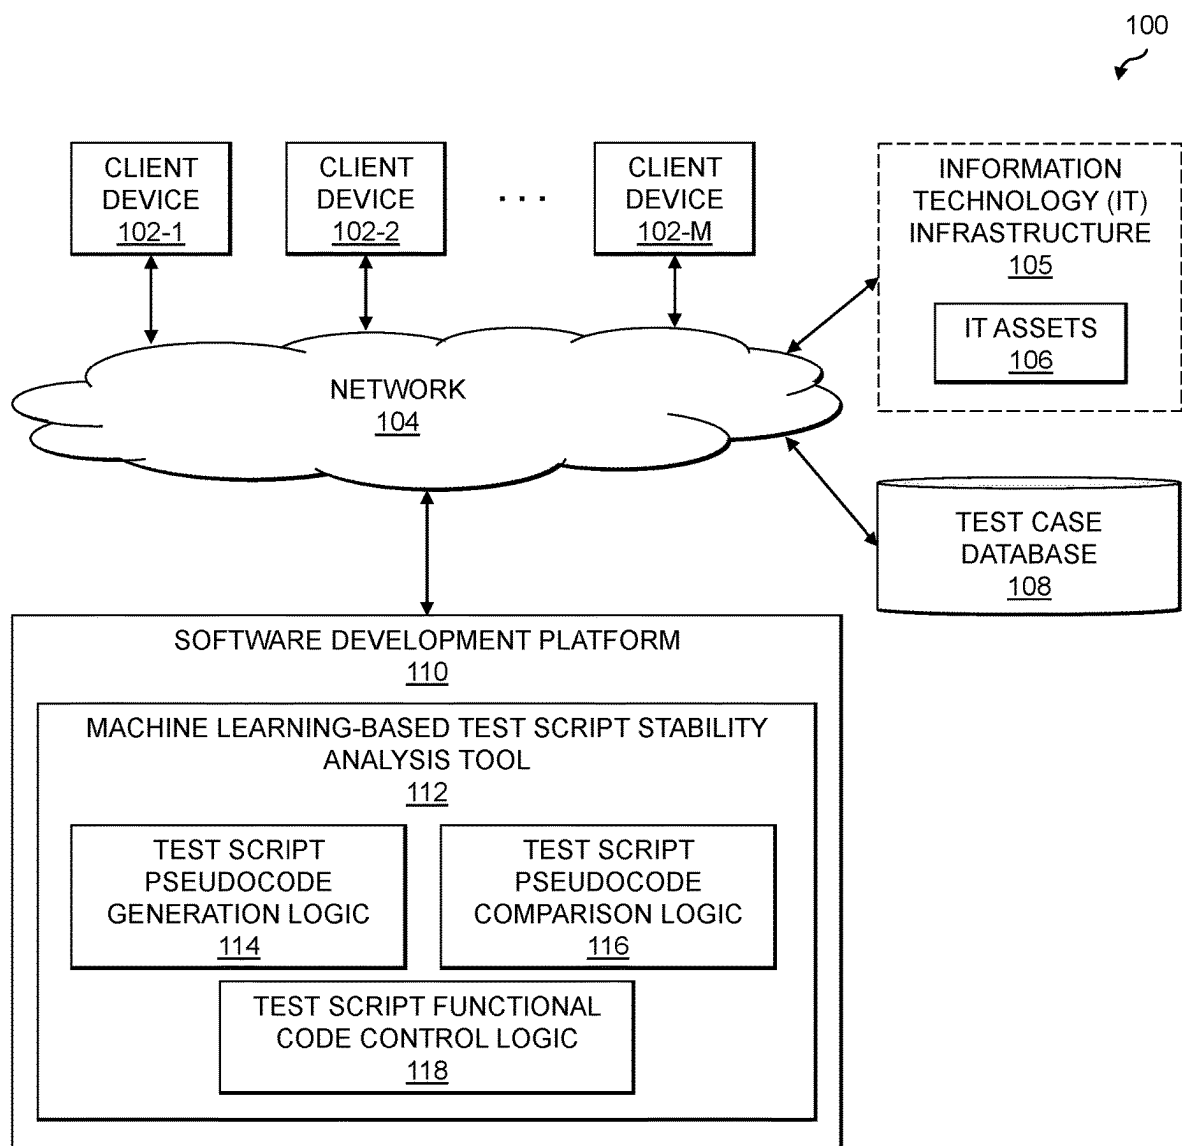 100
CLIENT
DEVICE
102-1
CLIENT
DEVICE
102-2
. . .
CLIENT
DEVICE
102-M
INFORMATION
TECHNOLOGY (IT)
INFRASTRUCTURE
105
IT ASSETS
106
NETWORK
104
TEST CASE
DATABASE
108
SOFTWARE DEVELOPMENT PLATFORM
110
MACHINE LEARNING-BASED TEST SCRIPT STABILITY
ANALYSIS TOOL
112
TEST SCRIPT
PSEUDOCODE
GENERATION LOGIC
114
TEST SCRIPT
PSEUDOCODE
COMPARISON LOGIC
116
TEST SCRIPT FUNCTIONAL
CODE CONTROL LOGIC
118